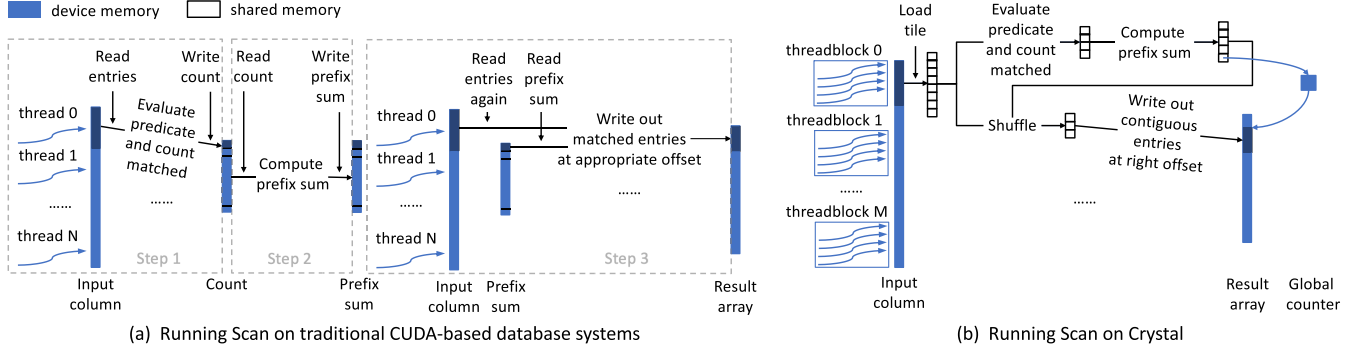 device memory
shared memory
Read
entries
Write
count
Read
count
Write
prefix
sum
thread 0
Evaluate
predicate
and count
matched
thread 1
……
……
thread N
Compute
prefix sum
Step 1
Step 2
Input
column
Count
Prefix
sum
Read
entries
again
Read
prefix
sum
thread 0
Write out
matched entries
at appropriate offset
thread 1
……
……
thread N
Step 3
Input
column
Prefix
sum
Result
array
(a) Running Scan on traditional CUDA-based database systems
Load
tile
Evaluate
predicate
and count
matched
Compute
prefix sum
threadblock 0
threadblock 1
……
threadblock M
Shuffle
Write out
contiguous
entries
at right offset
……
Input
column
Result
array
Global
counter
(b) Running Scan on Crystal